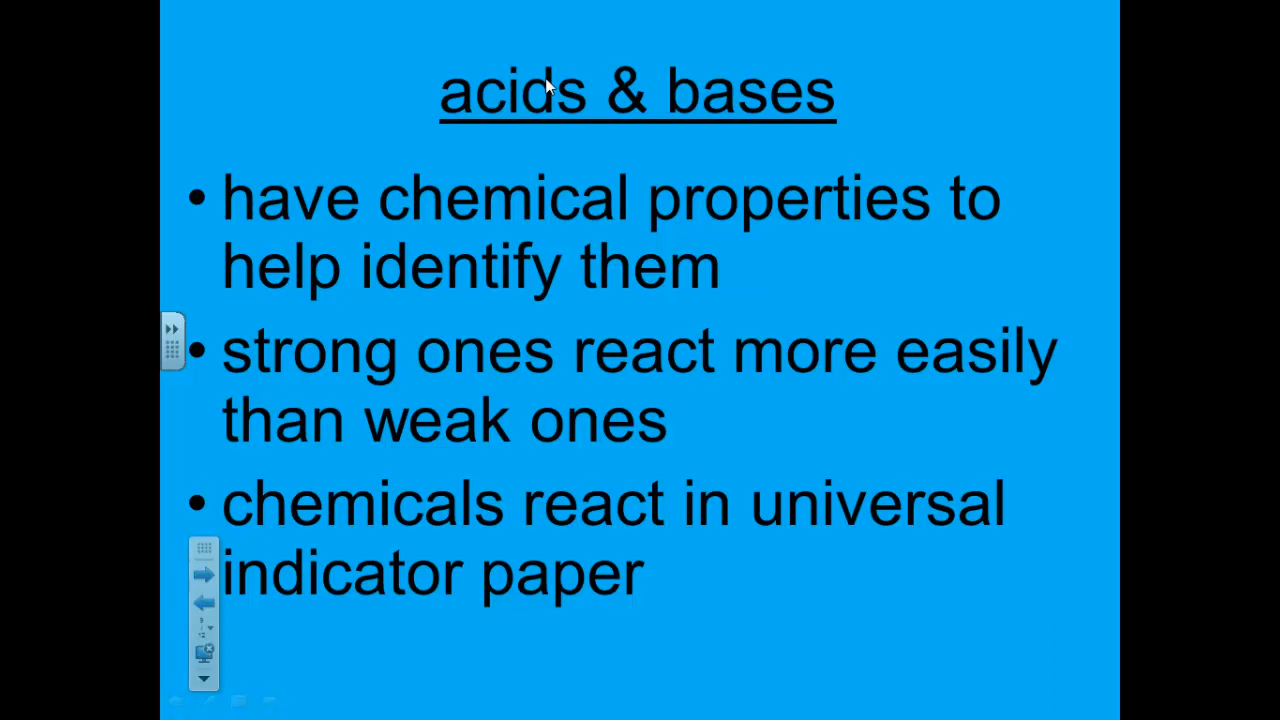 acids & bases
• have chemical properties to
help identify them
• strong ones react more easily
than weak ones
• chemicals react in universal
indicator paper